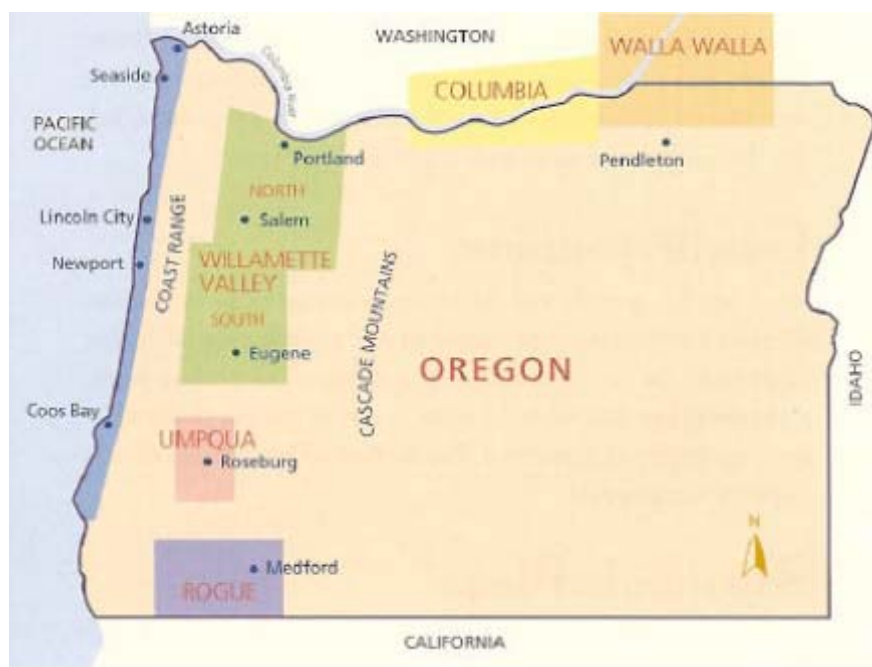 Astoria
WASHINGTON
WALLA WALLA
Seaside
Columbia River
COLUMBIA
PACIFIC
OCEAN
Portland
Pendleton
NORTH
Lincoln City
Salem
COAST RANGE
Newport
WILLAMETTE
VALLEY
SOUTH
CASCADE MOUNTAINS
Eugene
OREGON
IDAHO
Coos Bay
UMPQUA
Roseburg
N
Medford
ROGUE
CALIFORNIA